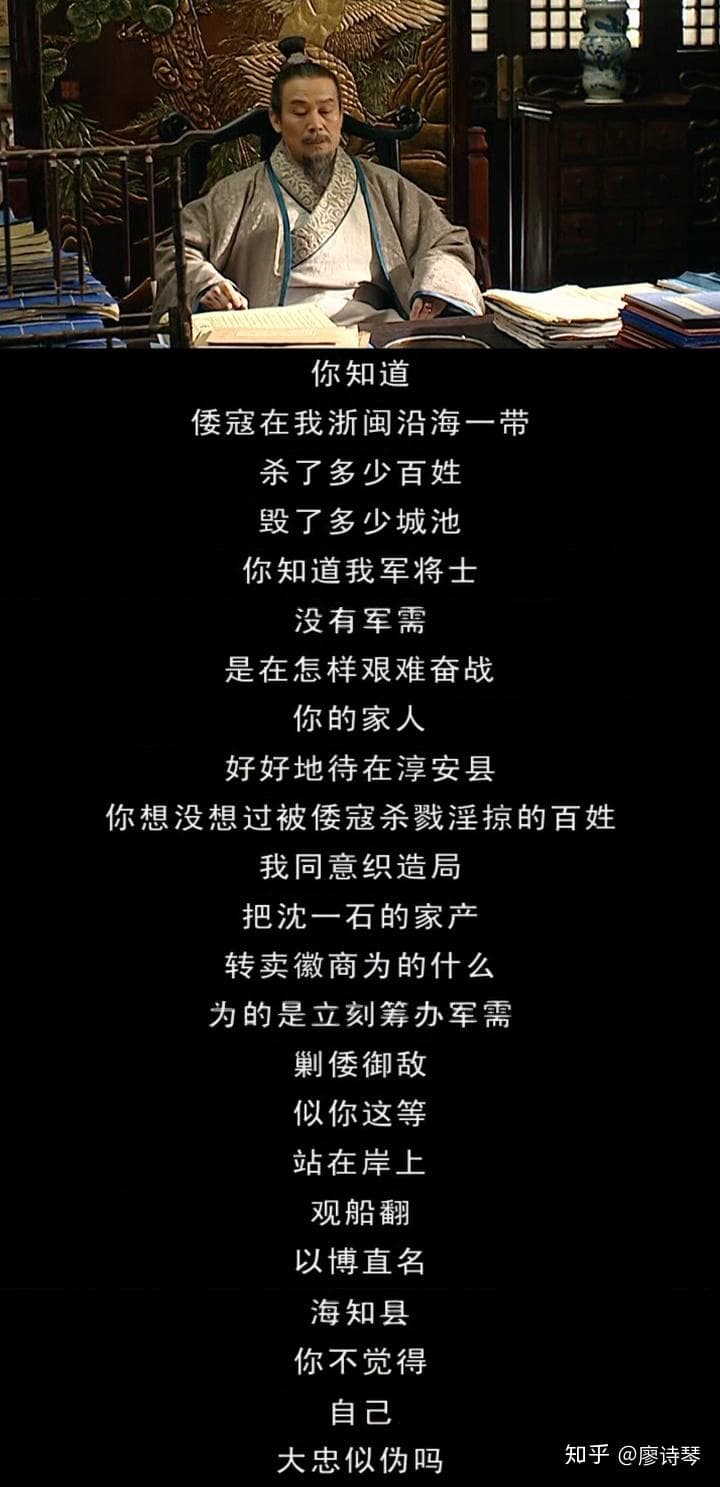 你知道
倭寇在我浙闽沿海一带
杀了多少百姓
毁了多少城池
你知道我军将士
没有军需
是在怎样艰难奋战
你的家人
好好地待在淳安县
你想没想过被倭寇杀戮淫掠的百姓
我同意织造局
把沈一石的家产
转卖徽商为的什么
为的是立刻筹办军需
剿倭御敌
似你这等
站在岸上
观船翻
以博直名
海知县
你不觉得
自己
大忠似伪吗
知乎 @廖诗琴